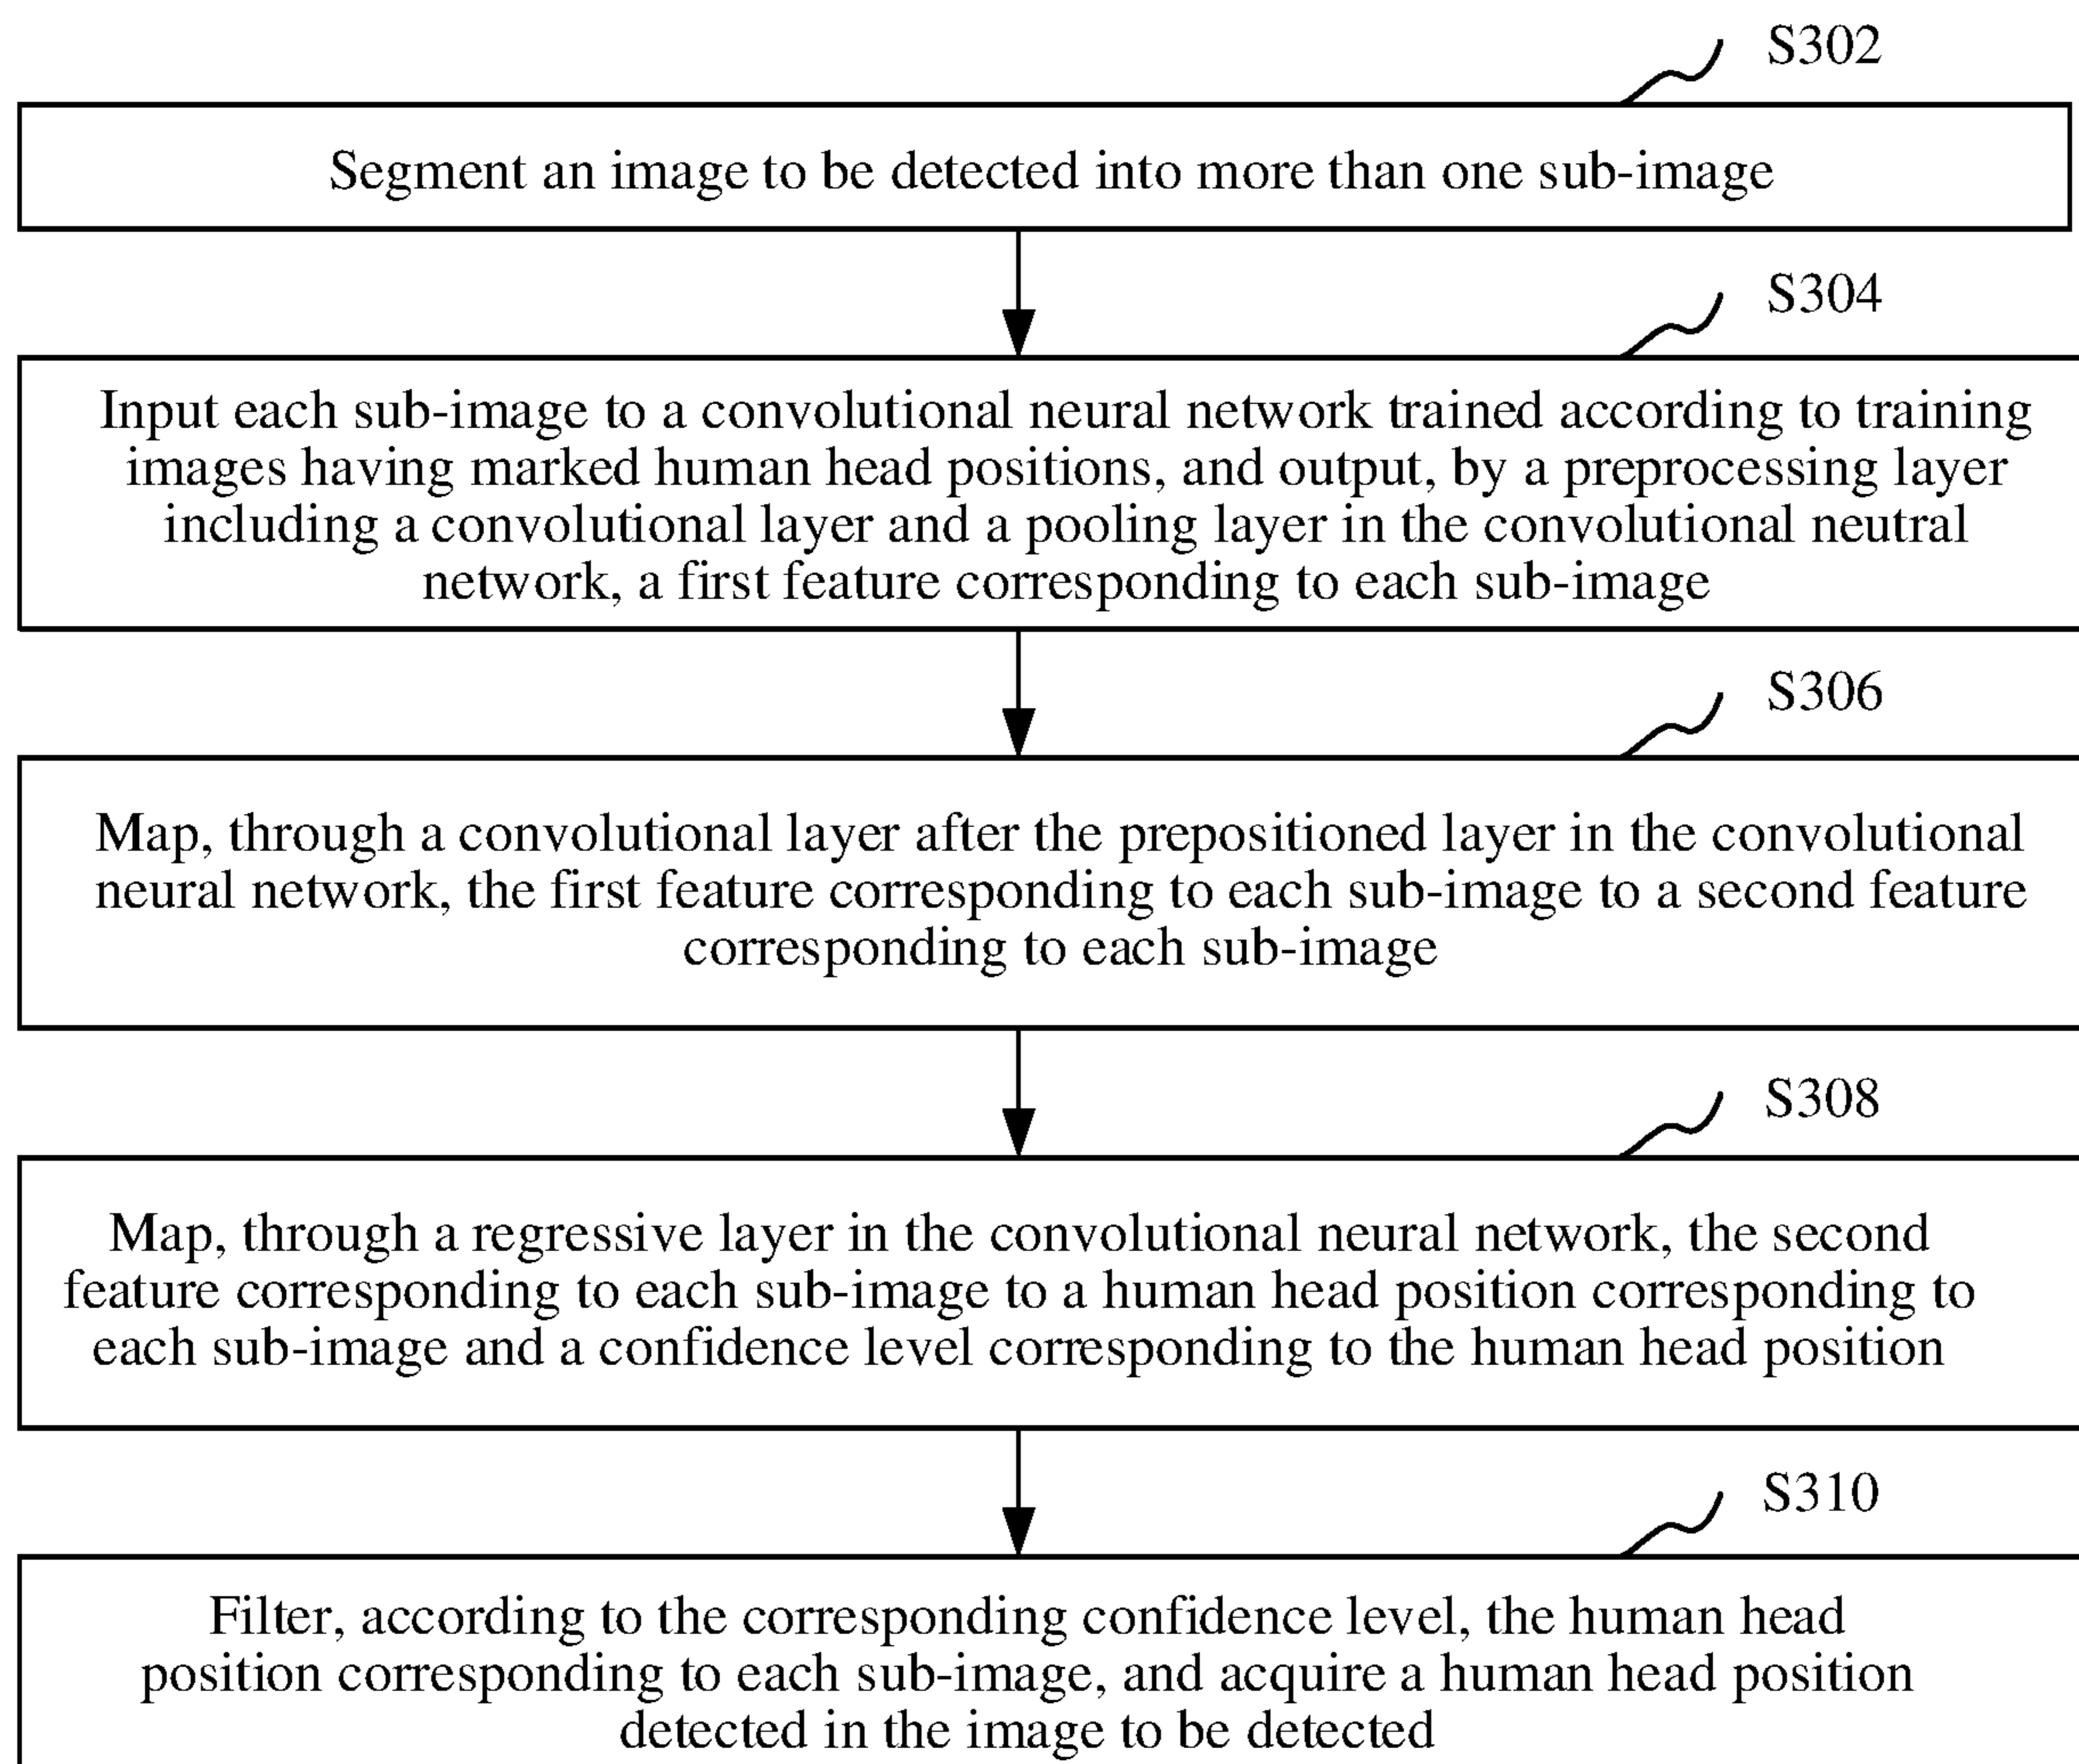 S302
Segment an image to be detected into more than one sub-image
S304
Input each sub-image to a convolutional neural network trained according to training
images having marked human head positions, and output, by a preprocessing layer
including a convolutional layer and a pooling layer in the convolutional neutral
network, a first feature corresponding to each sub-image
S306
Map, through a convolutional layer after the prepositioned layer in the convolutional
neural network, the first feature corresponding to each sub-image to a second feature
corresponding to each sub-image
S308
Map, through a regressive layer in the convolutional neural network, the second
feature corresponding to each sub-image to a human head position corresponding to
each sub-image and a confidence level corresponding to the human head position
S310
Filter, according to the corresponding confidence level, the human head
position corresponding to each sub-image, and acquire a human head position
detected in the image to be detected